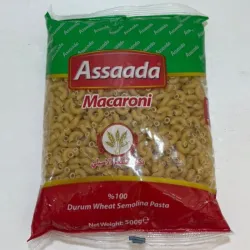 Assaada
Macaroni
%100
Durum Wheat Semolina Pasta
Net Weight: 500g℮